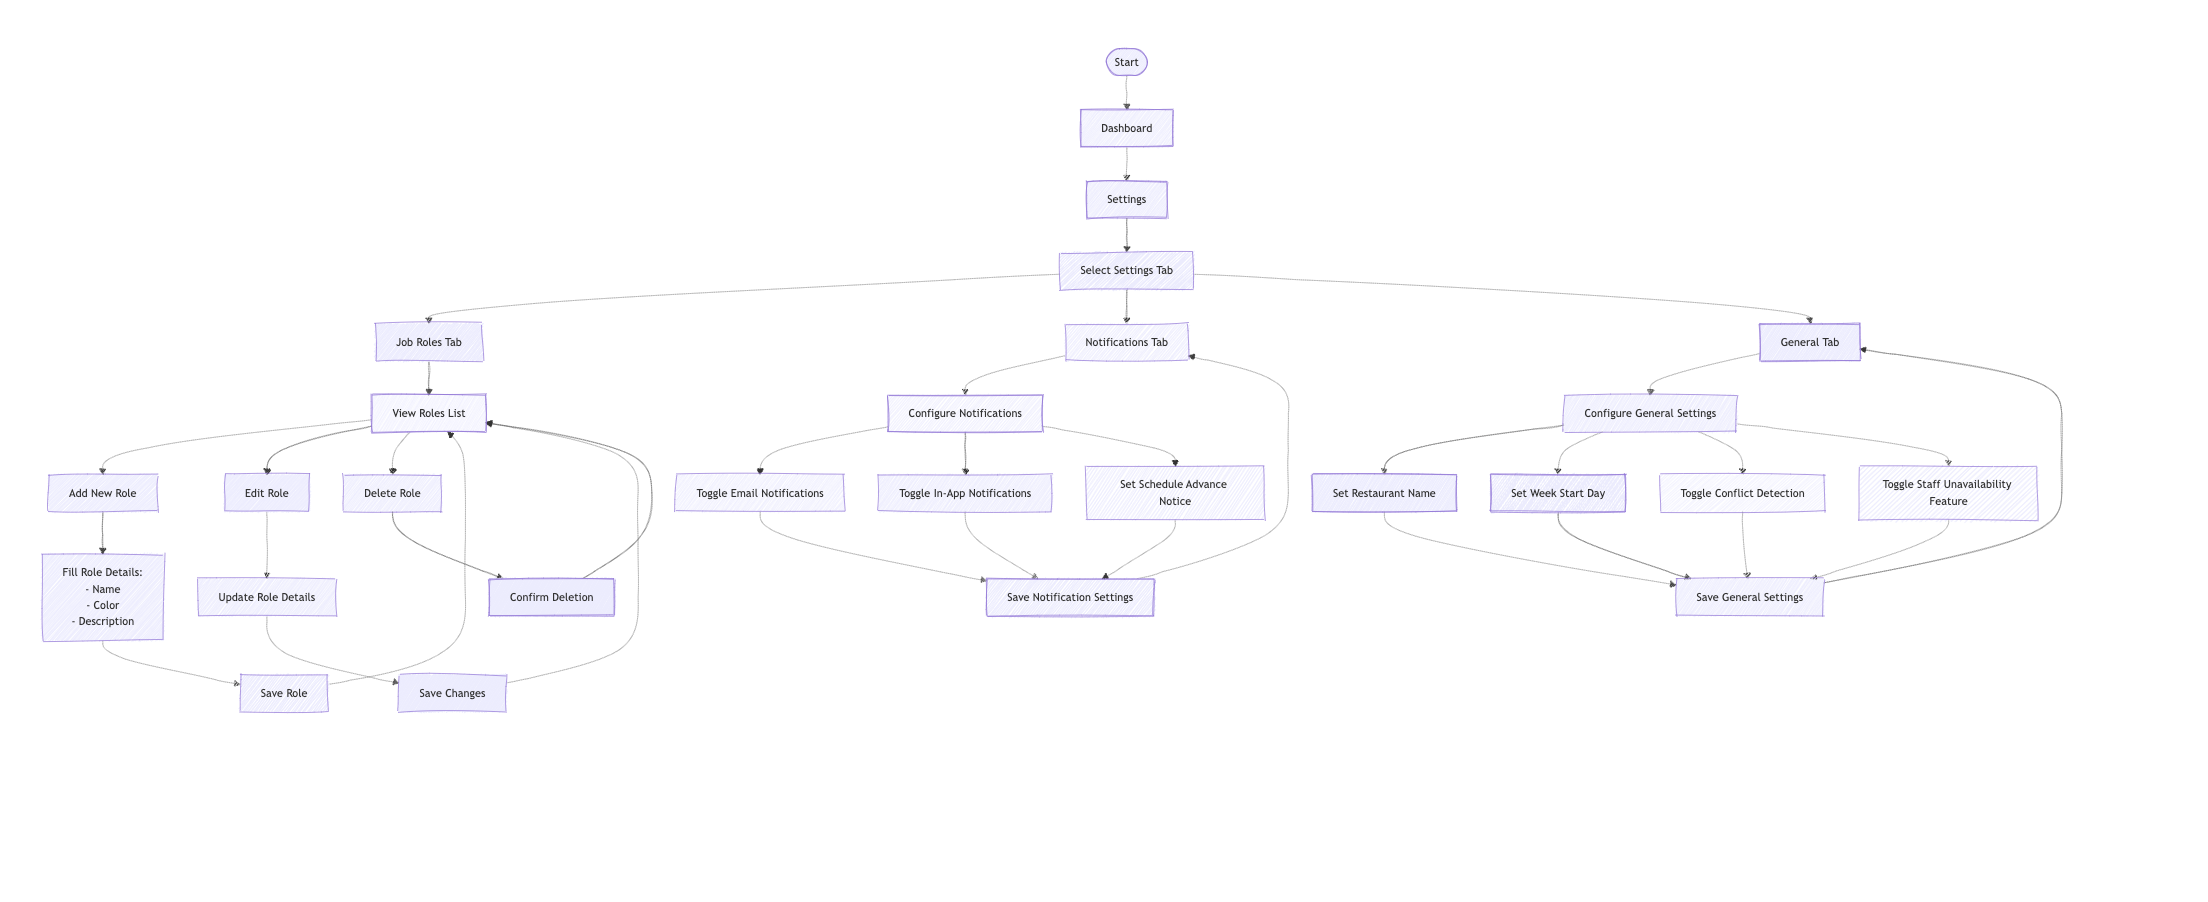 Start
Dashboard
Settings
Select Settings Tab
Job Roles Tab
Notifications Tab
General Tab
View Roles List
Configure Notifications
Configure General Settings
Add New Role
Edit Role
Delete Role
Toggle Email Notifications
Toggle In-App Notifications
Set Schedule Advance
Notice
Set Restaurant Name
Set Week Start Day
Toggle Conflict Detection
Toggle Staff Unavailability
Feature
Fill Role Details:
- Name
- Color
- Description
Update Role Details
Confirm Deletion
Save Notification Settings
Save General Settings
Save Role
Save Changes